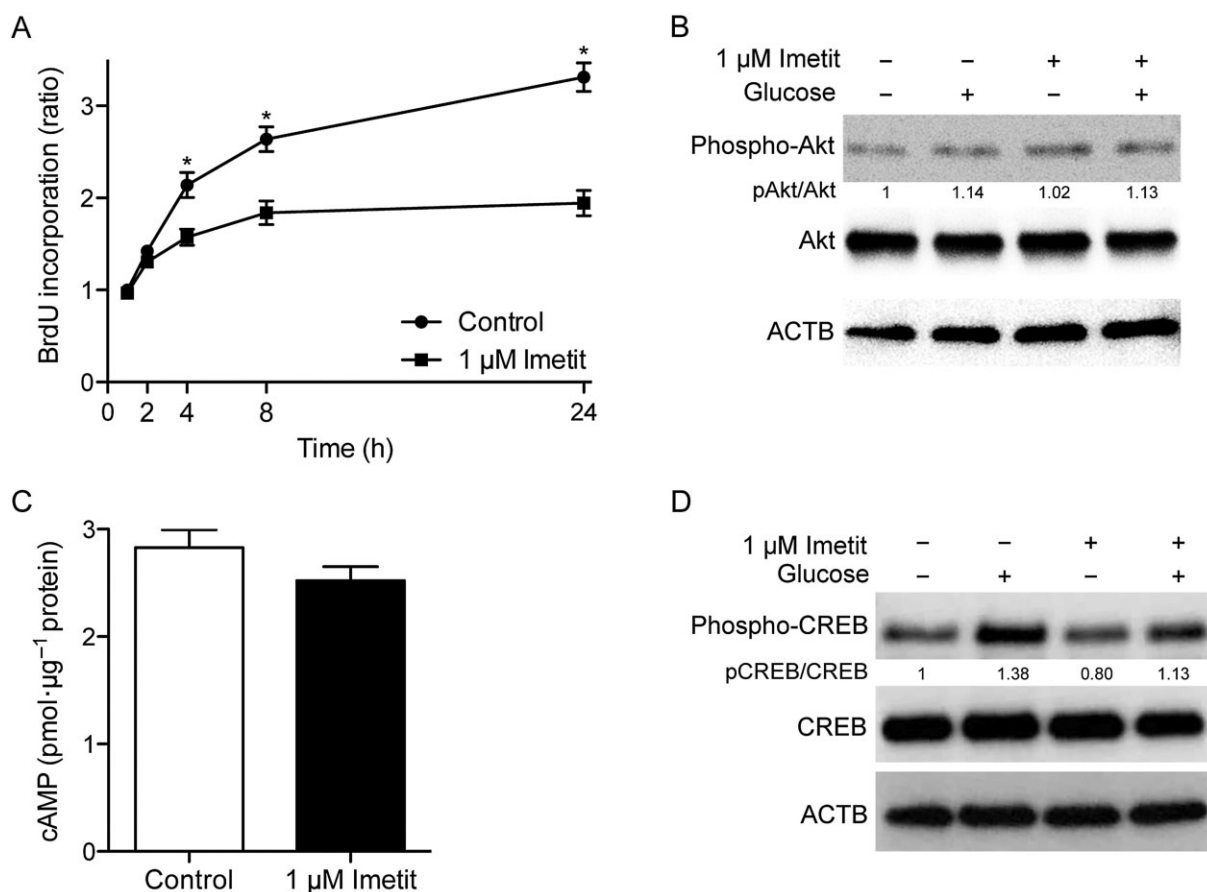 A
BrdU incorporation (ratio)
3
2
1
0
* * *
Control
1 µM Imetit
0 2 4 8 24
Time (h)
B
1 µM Imetit – – + +
Glucose – + – +
Phospho-Akt
pAkt/Akt 1 1.14 1.02 1.13
Akt
ACTB
C
cAMP (pmol·µg⁻¹ protein)
3
2
1
0
Control 1 µM Imetit
D
1 µM Imetit – – + +
Glucose – + – +
Phospho-CREB
pCREB/CREB 1 1.38 0.80 1.13
CREB
ACTB